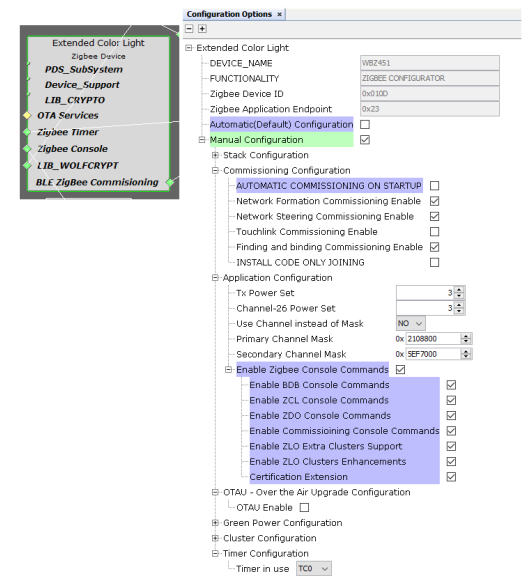 Extended Color Light
Zigbee Device
PDS_SubSystem
Device_Support
LIB_CRYPTO
OTA Services
Zigbee Timer
Zigbee Console
LIB_WOLFCRYPT
BLE ZigBee Commisioning
Configuration Options ×
Extended Color Light
DEVICE_NAME WBZ451
FUNCTIONALITY ZIGBEE CONFIGURATOR
Zigbee Device ID 0x010D
Zigbee Application Endpoint 0x23
Automatic(Default) Configuration
Manual Configuration
Stack Configuration
Commissioning Configuration
AUTOMATIC COMMISSIONING ON STARTUP
Network Formation Commissioning Enable
Network Steering Commissioning Enable
Touchlink Commissioning Enable
Finding and binding Commissioning Enable
INSTALL CODE ONLY JOINING
Application Configuration
Tx Power Set 3
Channel-26 Power Set 3
Use Channel instead of Mask NO
Primary Channel Mask 0x 2108800
Secondary Channel Mask 0x 5EF7000
Enable Zigbee Console Commands
Enable BDB Console Commands
Enable ZCL Console Commands
Enable ZDO Console Commands
Enable Commissioining Console Commands
Enable ZLO Extra Clusters Support
Enable ZLO Clusters Enhancements
Certification Extension
OTAU - Over the Air Upgrade Configuration
OTAU Enable
Green Power Configuration
Cluster Configuration
Timer Configuration
Timer in use TC0